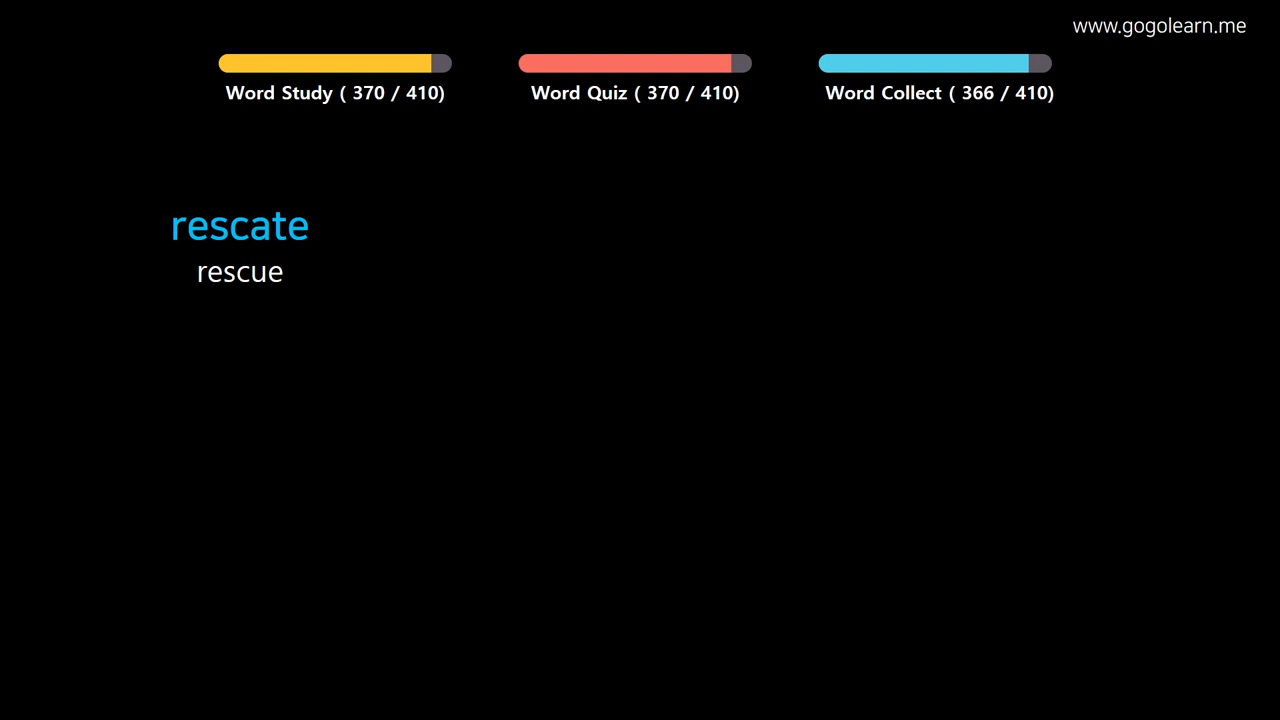 www.gogolearn.me
Word Study ( 370 / 410)
Word Quiz ( 370 / 410)
Word Collect ( 366 / 410)
rescate
rescue